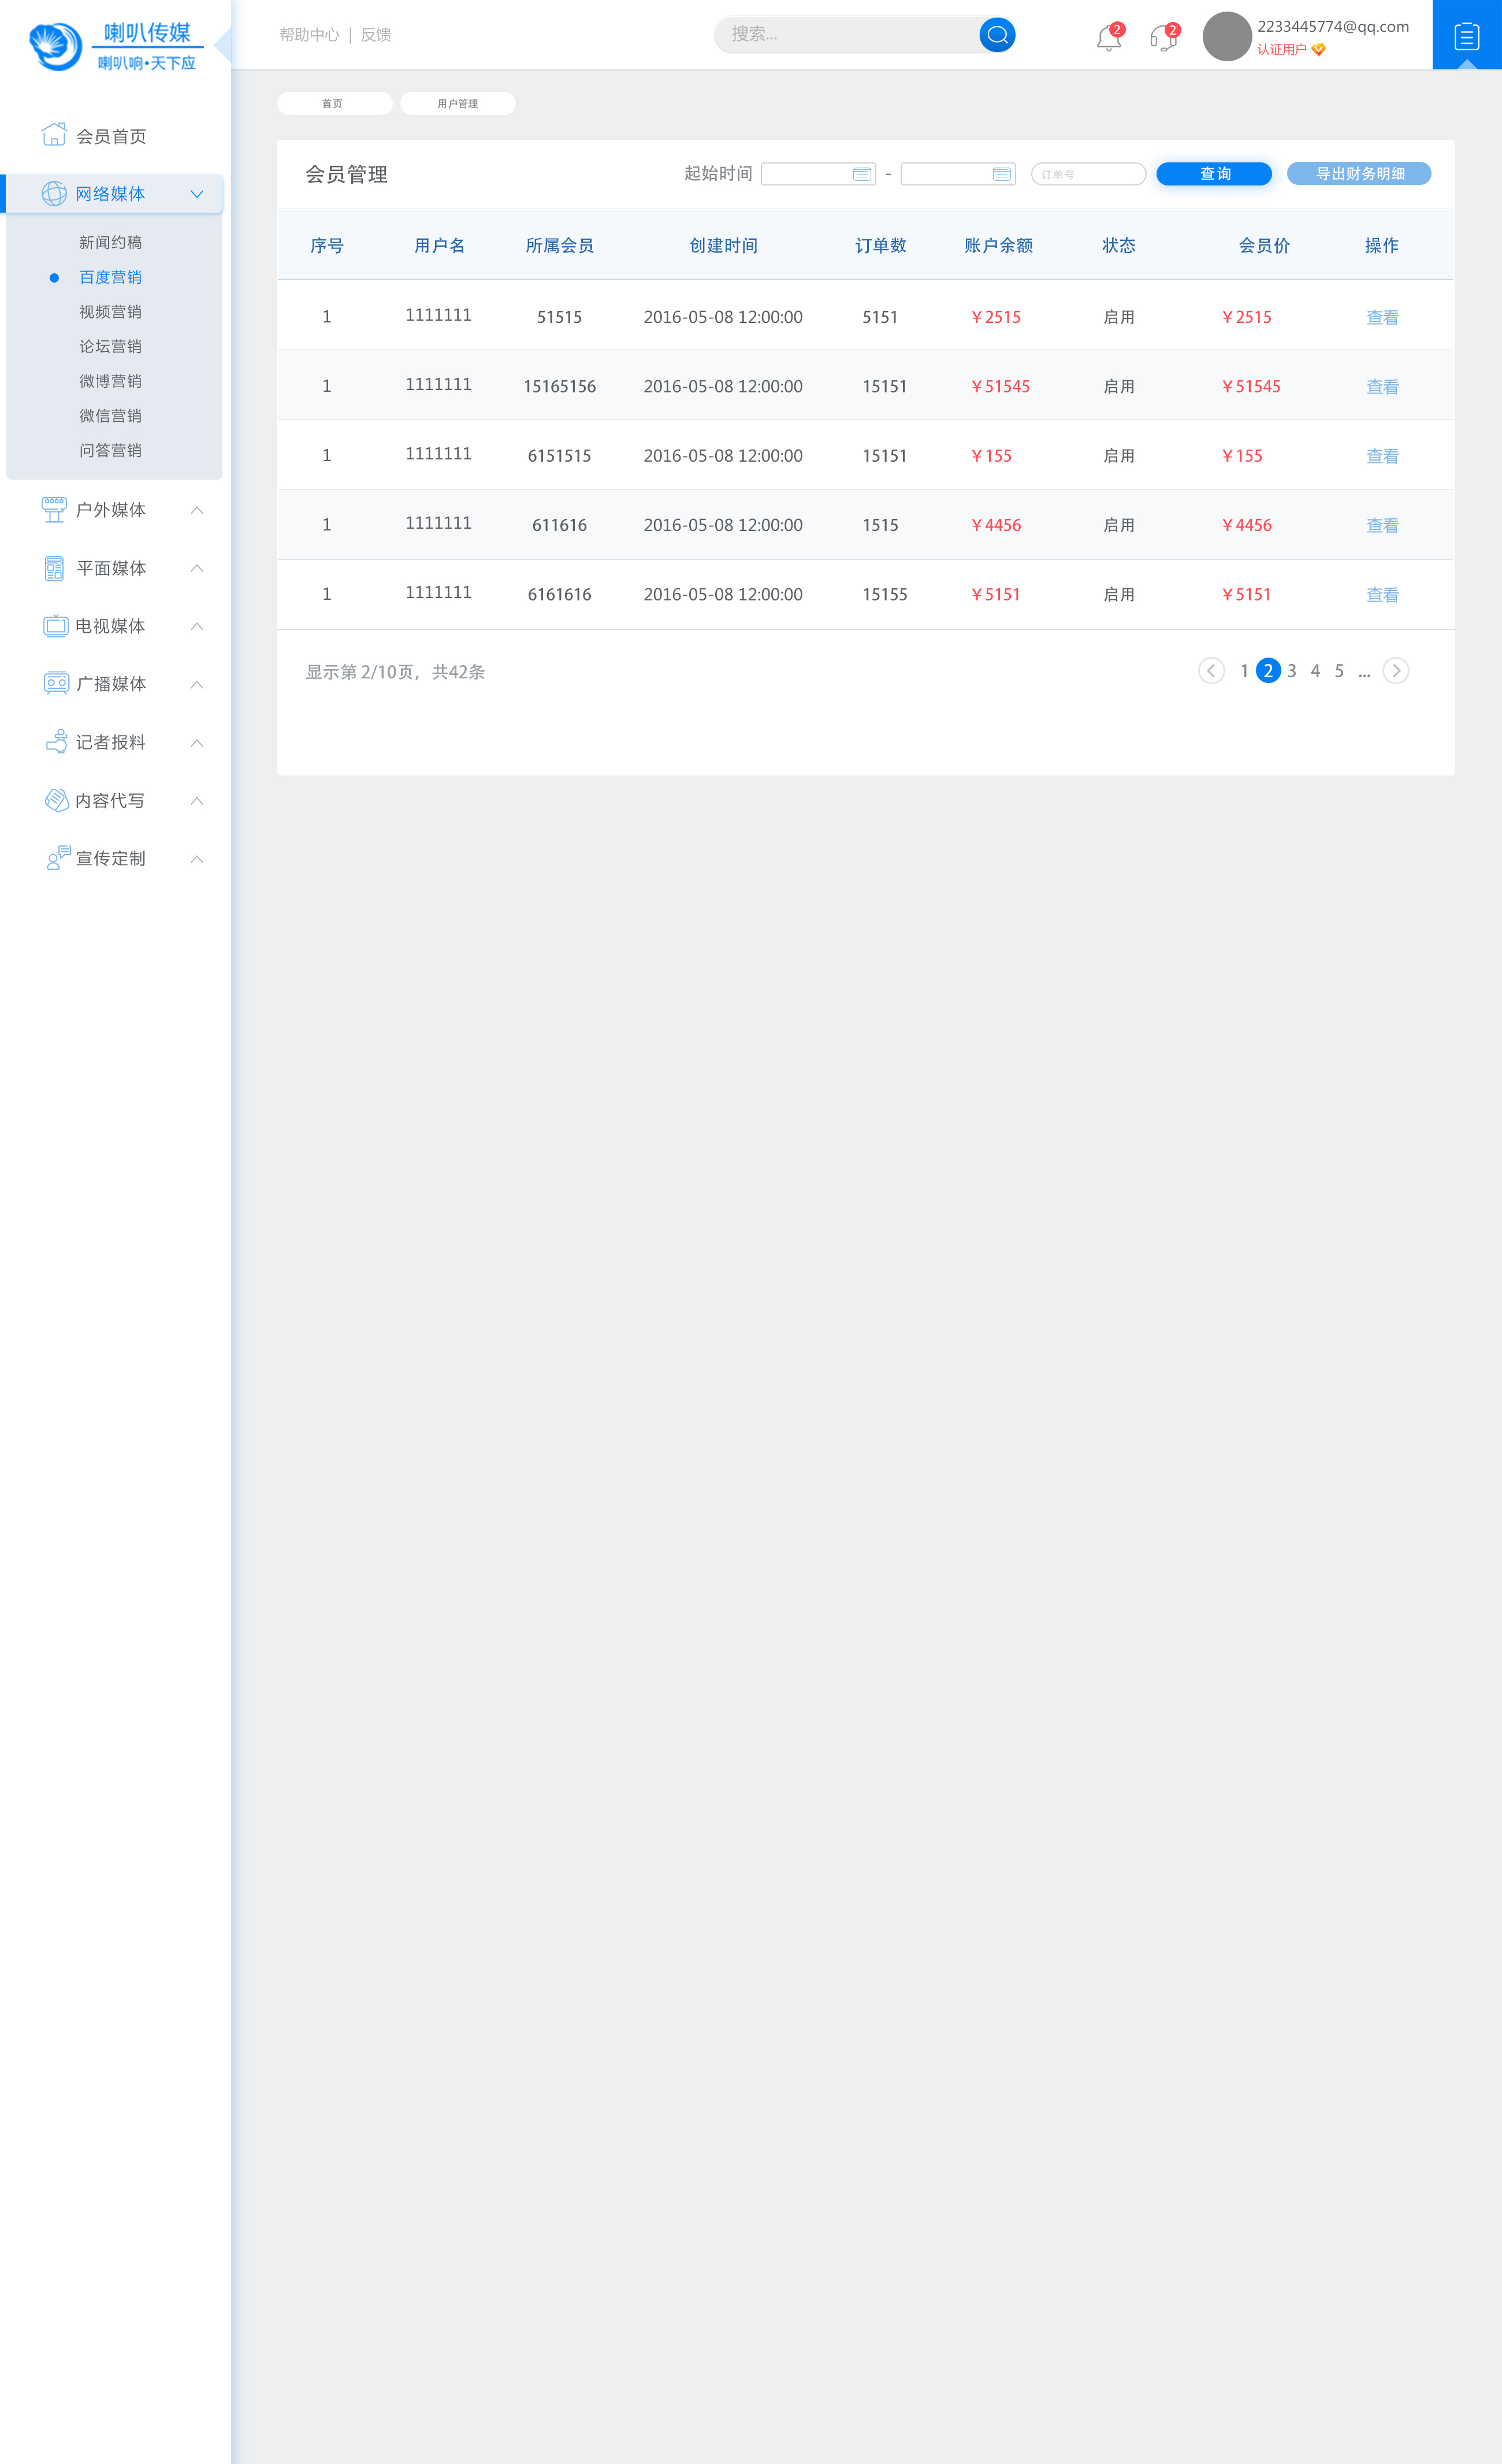 喇叭传媒
喇叭响•天下应
帮助中心 | 反馈
搜索...
2
2
2233445774@qq.com
认证用户
会员首页
网络媒体
新闻约稿
百度营销
视频营销
论坛营销
微博营销
微信营销
问答营销
户外媒体
平面媒体
电视媒体
广播媒体
记者报料
内容代写
宣传定制
首页 用户管理
会员管理 起始时间 - 订单号 查询 导出财务明细
序号 用户名 所属会员 创建时间 订单数 账户余额 状态 会员价 操作
1 1111111 51515 2016-05-08 12:00:00 5151 ￥2515 启用 ￥2515 查看
1 1111111 15165156 2016-05-08 12:00:00 15151 ￥51545 启用 ￥51545 查看
1 1111111 6151515 2016-05-08 12:00:00 15151 ￥155 启用 ￥155 查看
1 1111111 611616 2016-05-08 12:00:00 1515 ￥4456 启用 ￥4456 查看
1 1111111 6161616 2016-05-08 12:00:00 15155 ￥5151 启用 ￥5151 查看
显示第 2/10页，共42条 1 2 3 4 5 ...